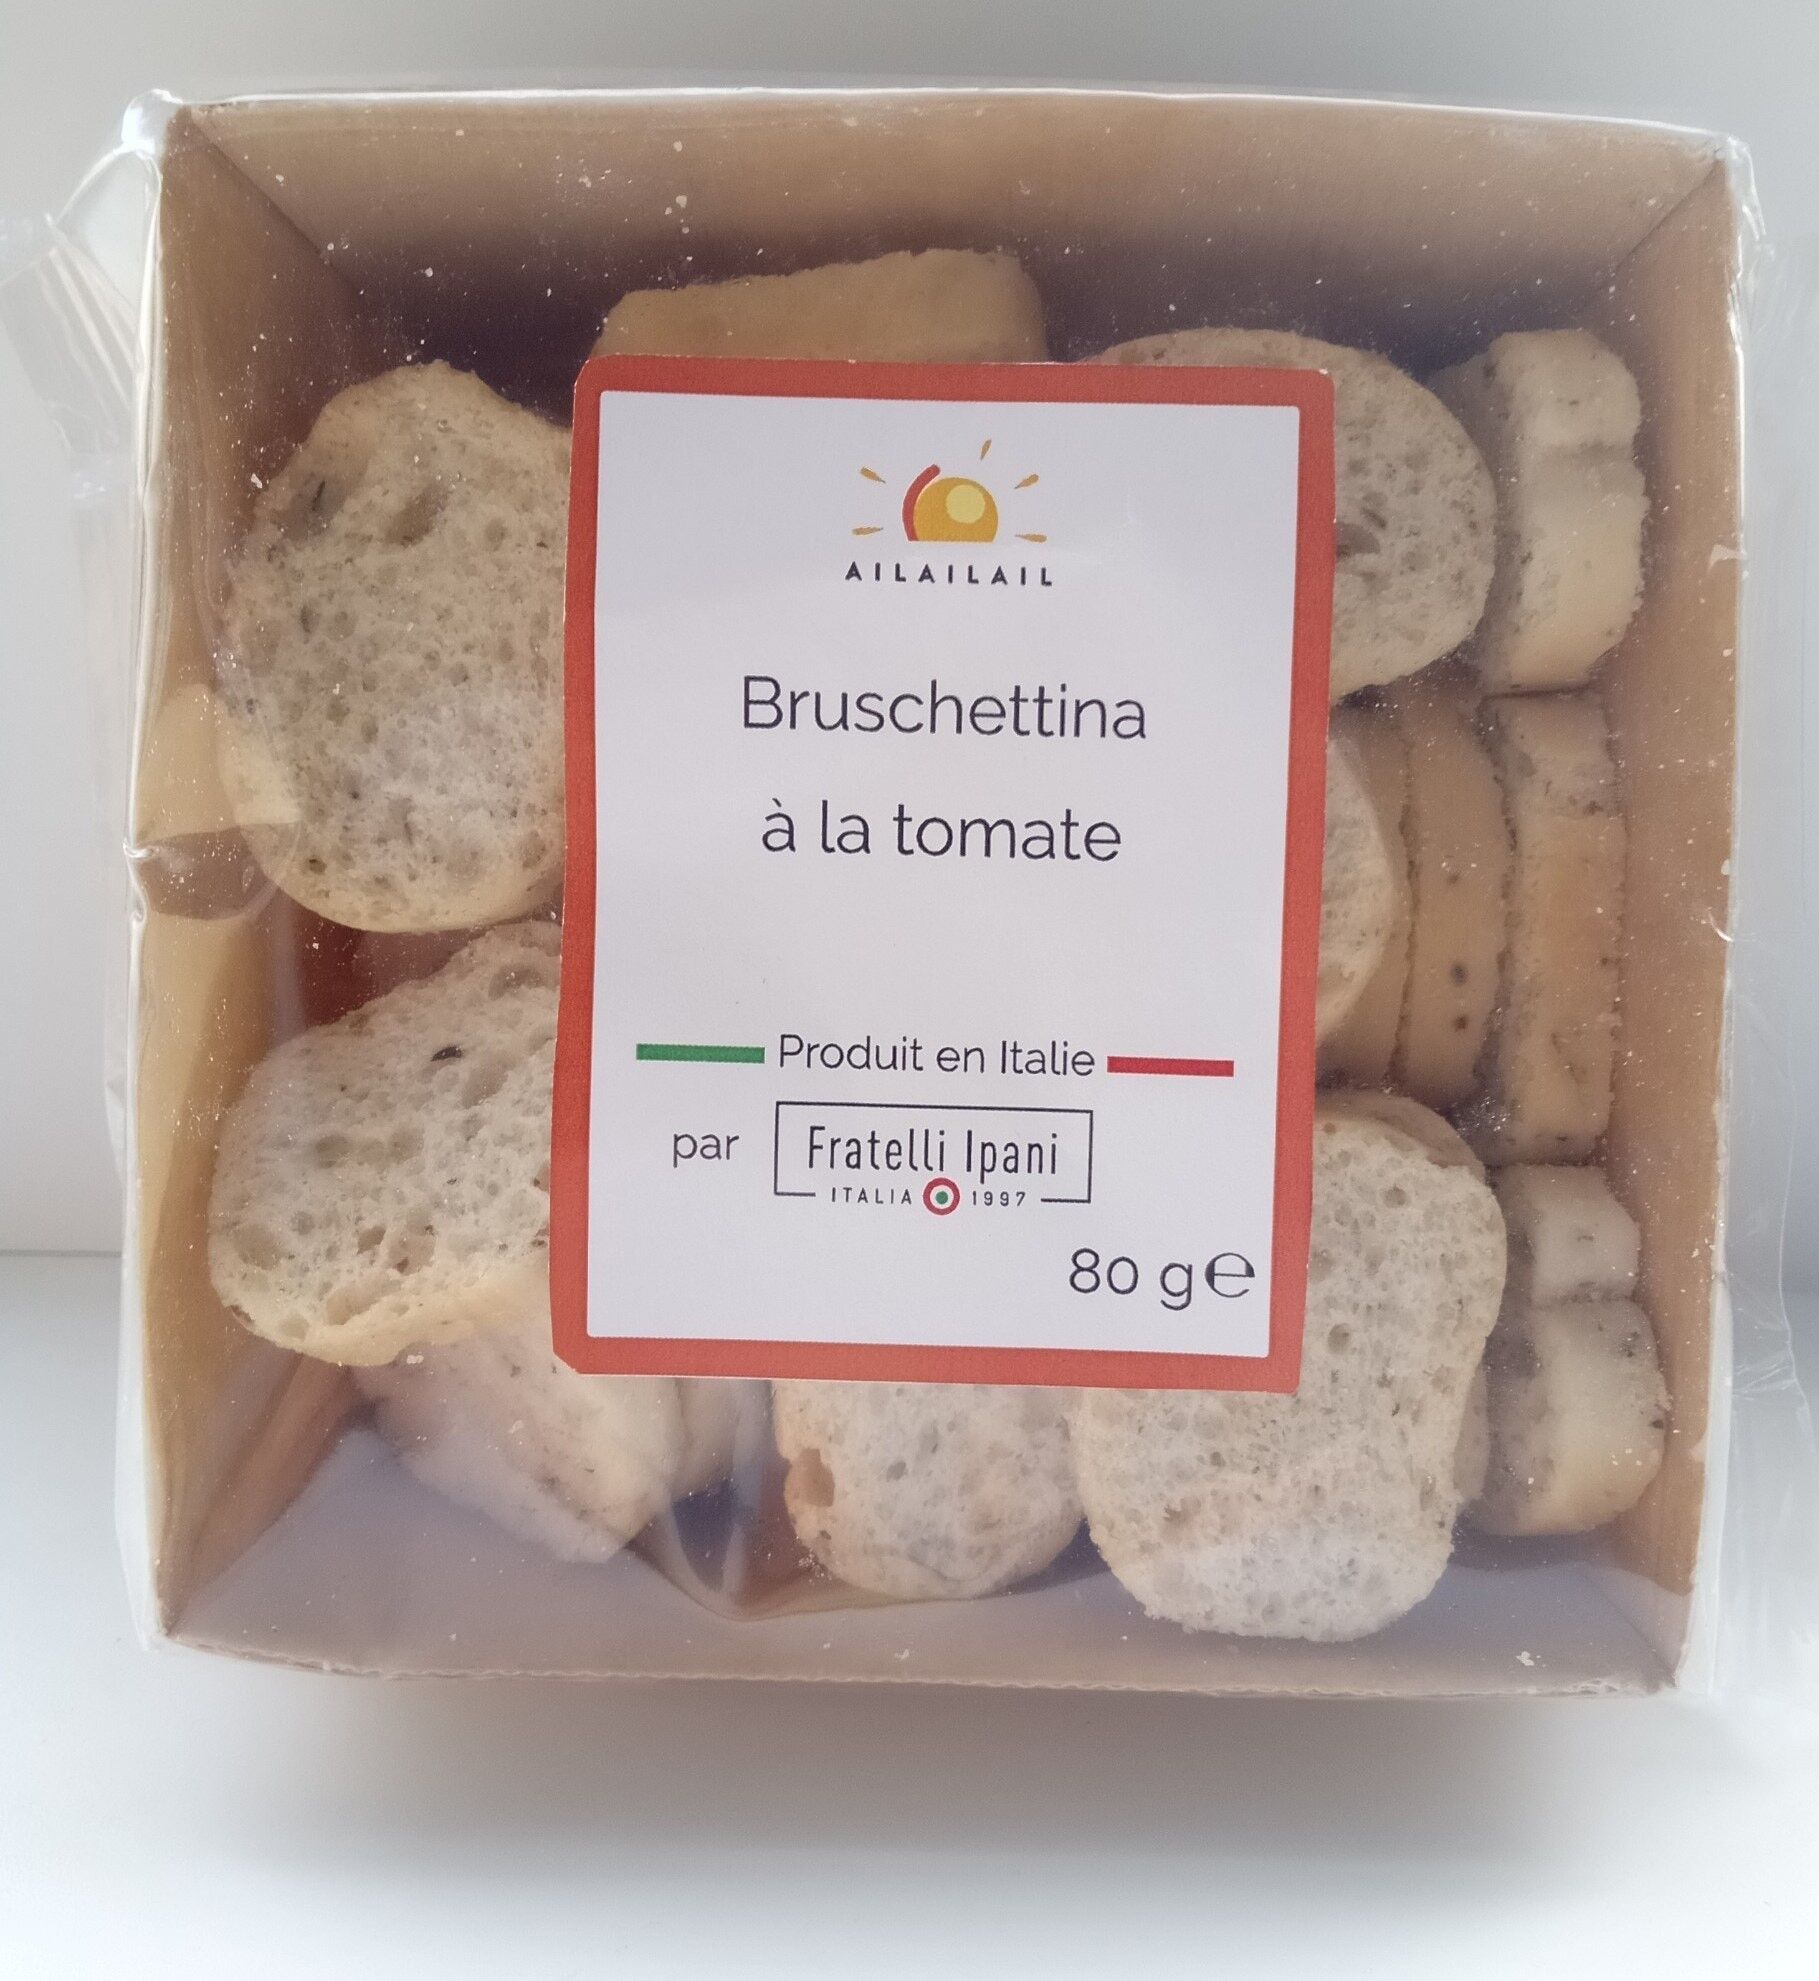 AILAILAIL
Bruschettina
à la tomate
Produit en Italie
par Fratelli Ipani
ITALIA 1997
80 g℮